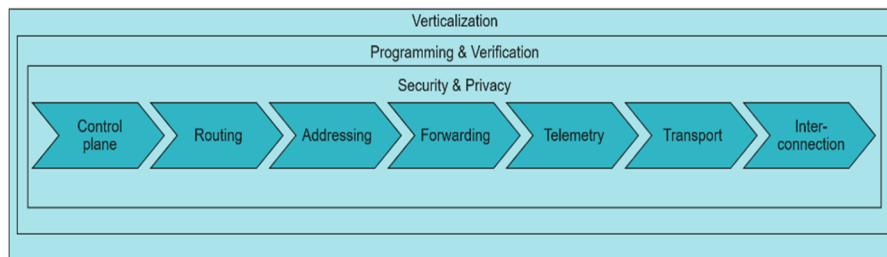 Verticalization
Programming & Verification
Security & Privacy
Control
plane
Routing
Addressing
Forwarding
Telemetry
Transport
Inter-
connection